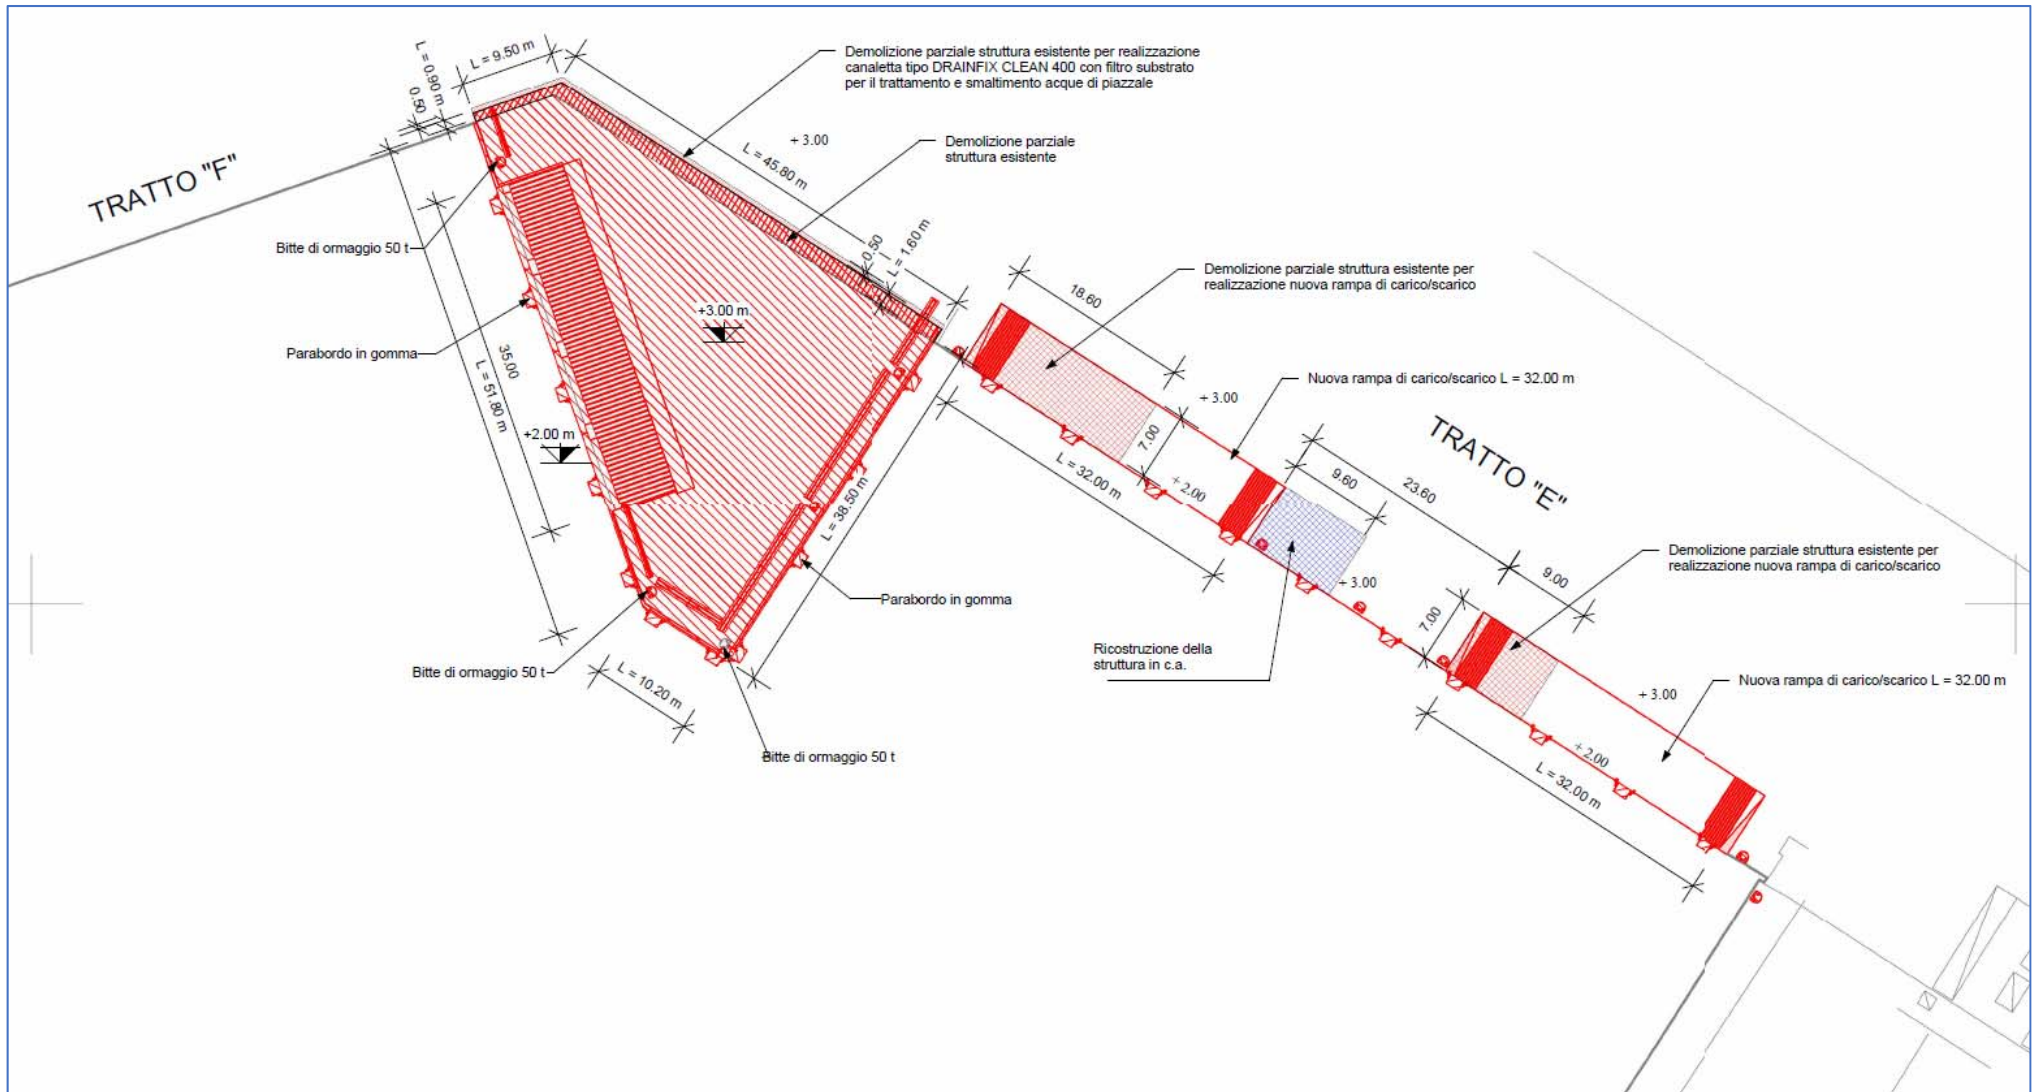 L = 9.50 m
L = 0.90 m
0.50
Demolizione parziale struttura esistente per realizzazione
canaletta tipo DRAINFIX CLEAN 400 con filtro substrato
per il trattamento e smaltimento acque di piazzale
+ 3.00
L = 45.80 m
Demolizione parziale
struttura esistente
TRATTO "F"
Bitte di ormaggio 50 t
0.50
L = 1.60 m
Demolizione parziale struttura esistente per
realizzazione nuova rampa di carico/scarico
18.60
+3.00 m.
Parabordo in gomma
35.00
L = 51.80 m
Nuova rampa di carico/scarico L = 32.00 m
+ 3.00
+2.00 m
7.00
L = 32.00 m
+ 2.00
TRATTO "E"
9.60
23.60
L = 38.50 m
Demolizione parziale struttura esistente per
realizzazione nuova rampa di carico/scarico
9.00
+ 3.00
7.00
Parabordo in gomma
Ricostruzione della
struttura in c.a.
Bitte di ormaggio 50 t
L = 10.20 m
Nuova rampa di carico/scarico L = 32.00 m
+ 3.00
Bitte di ormaggio 50 t
+ 2.00
L = 32.00 m